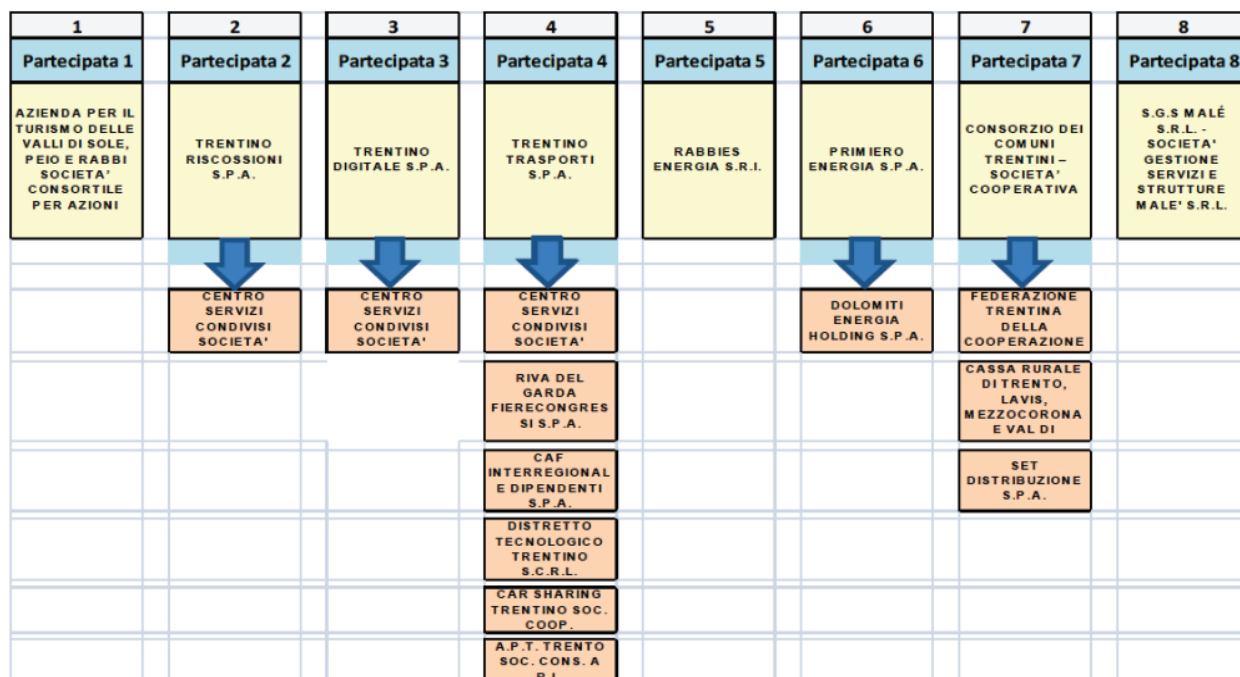 1 2 3 4 5 6 7 8
Partecipata 1 Partecipata 2 Partecipata 3 Partecipata 4 Partecipata 5 Partecipata 6 Partecipata 7 Partecipata 8
AZIENDA PER IL
TURISMO DELLE
VALLI DI SOLE,
PEIO E RABBI
SOCIETA'
CONSORTILE
PER AZIONI
TRENTINO
RISCOSSIONI
S.P.A.
TRENTINO
DIGITALE S.P.A.
TRENTINO
TRASPORTI
S.P.A.
RABBIES
ENERGIA S.R.I.
PRIMIERO
ENERGIA S.P.A.
CONSORZIO DEI
COMUNI
TRENTINI –
SOCIETA'
COOPERATIVA
S.G.S MALÉ
S.R.L. -
SOCIETA'
GESTIONE
SERVIZI E
STRUTTURE
MALE' S.R.L.
CENTRO
SERVIZI
CONDIVISI
SOCIETA'
CENTRO
SERVIZI
CONDIVISI
SOCIETA'
CENTRO
SERVIZI
CONDIVISI
SOCIETA'
DOLOMITI
ENERGIA
HOLDING S.P.A.
FEDERAZIONE
TRENTINA
DELLA
COOPERAZIONE
RIVA DEL
GARDA
FIERECONGRES
SI S.P.A.
CASSA RURALE
DI TRENTO,
LAVIS,
MEZZOCORONA
E VAL DI
CAF
INTERREGIONAL
E DIPENDENTI
S.P.A.
SET
DISTRIBUZIONE
S.P.A.
DISTRETTO
TECNOLOGICO
TRENTINO
S.C.R.L.
CAR SHARING
TRENTINO SOC.
COOP.
A.P.T. TRENTO
SOC. CONS. A